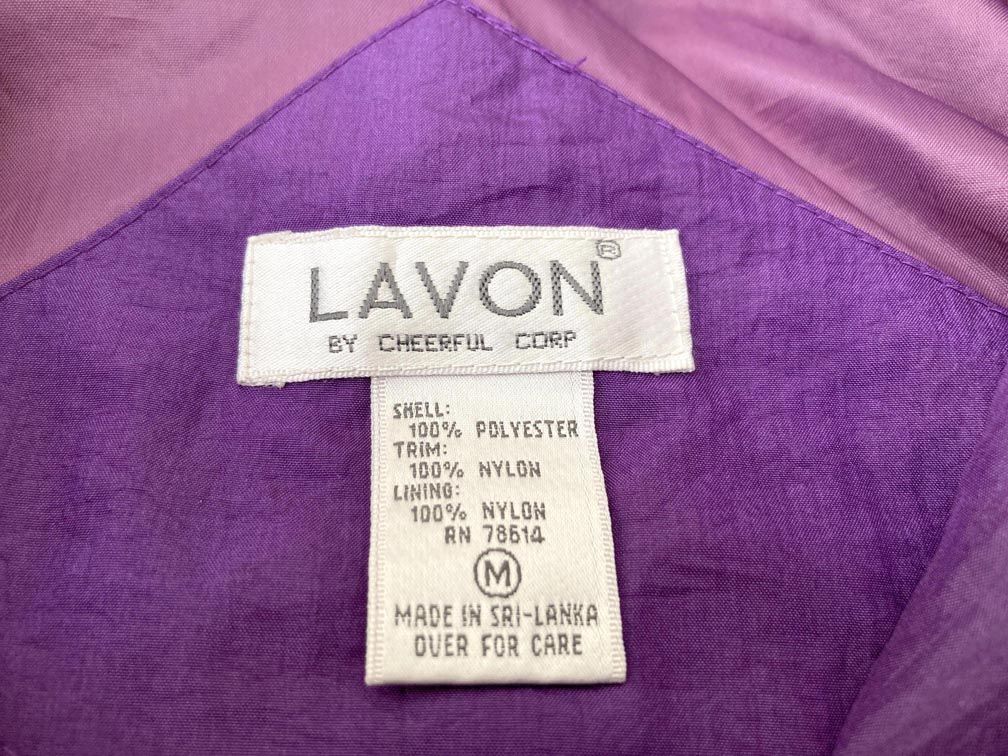 LAVON®
BY CHEERFUL CORP
SHELL:
100% POLYESTER
TRIM:
100% NYLON
LINING:
100% NYLON
RN 78614
M
MADE IN SRI-LANKA
OVER FOR CARE